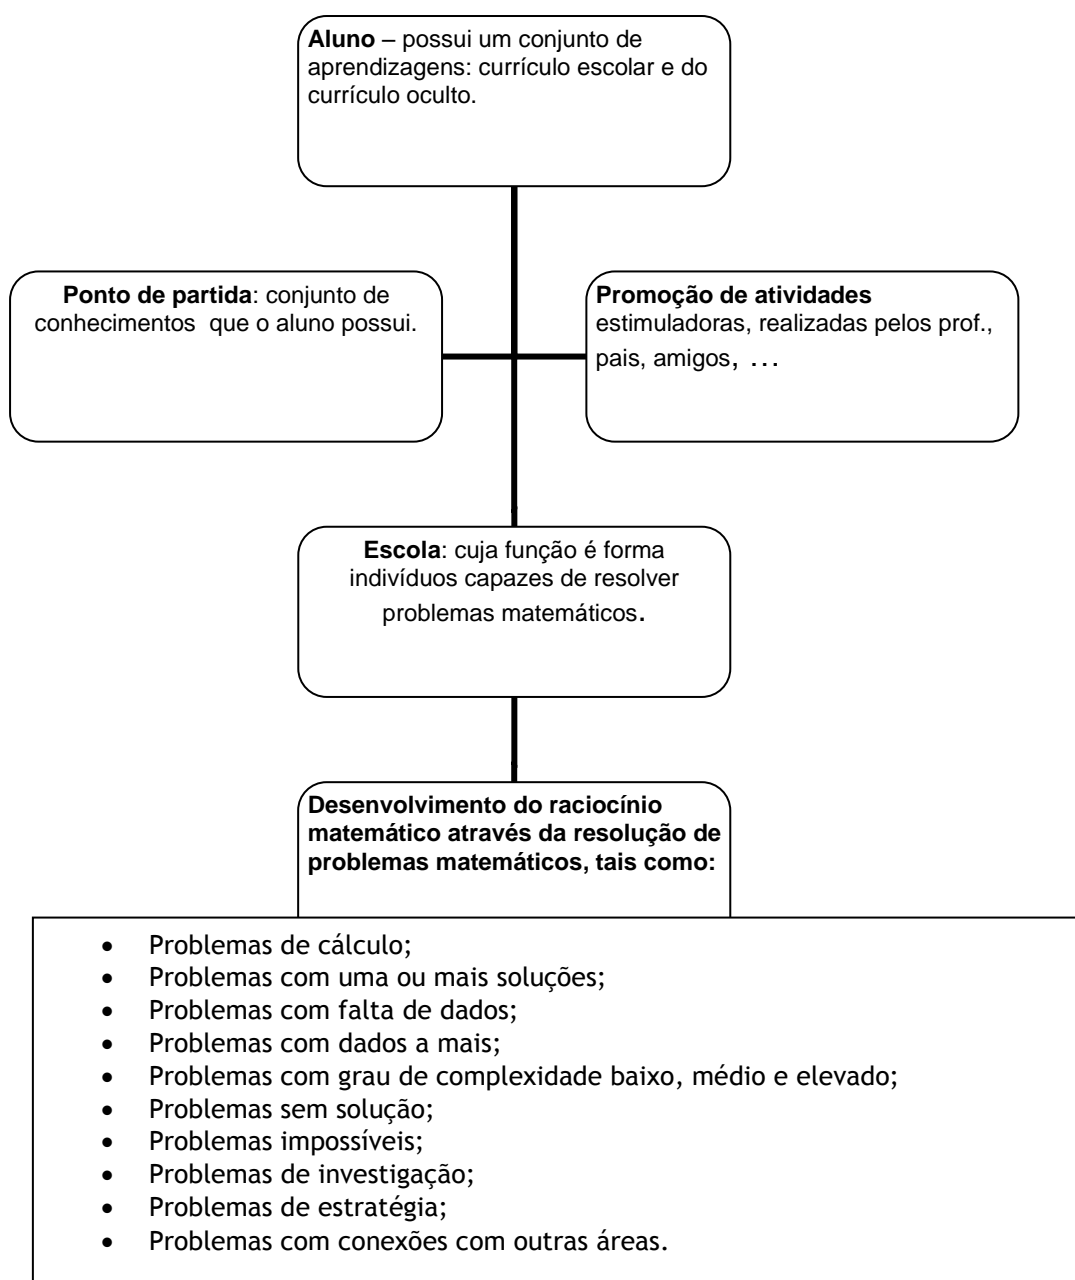 Aluno – possui um conjunto de
aprendizagens: currículo escolar e do
currículo oculto.
Ponto de partida: conjunto de
conhecimentos que o aluno possui.
Promoção de atividades
estimuladoras, realizadas pelos prof.,
pais, amigos, ...
Escola: cuja função é forma
indivíduos capazes de resolver
problemas matemáticos.
Desenvolvimento do raciocínio
matemático através da resolução de
problemas matemáticos, tais como:
• Problemas de cálculo;
• Problemas com uma ou mais soluções;
• Problemas com falta de dados;
• Problemas com dados a mais;
• Problemas com grau de complexidade baixo, médio e elevado;
• Problemas sem solução;
• Problemas impossíveis;
• Problemas de investigação;
• Problemas de estratégia;
• Problemas com conexões com outras áreas.